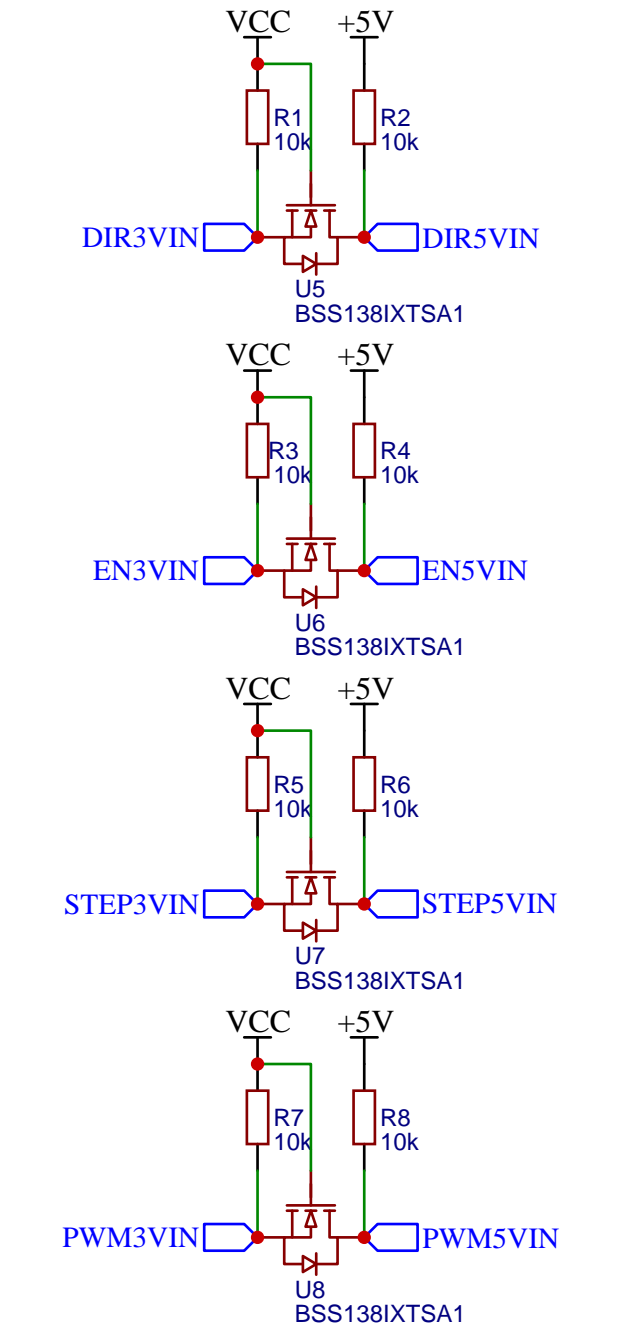 VCC +5V
R1 R2
10k 10k
DIR3VIN DIR5VIN
U5
BSS138IXTSA1
VCC +5V
R3 R4
10k 10k
EN3VIN EN5VIN
U6
BSS138IXTSA1
VCC +5V
R5 R6
10k 10k
STEP3VIN STEP5VIN
U7
BSS138IXTSA1
VCC +5V
R7 R8
10k 10k
PWM3VIN PWM5VIN
U8
BSS138IXTSA1